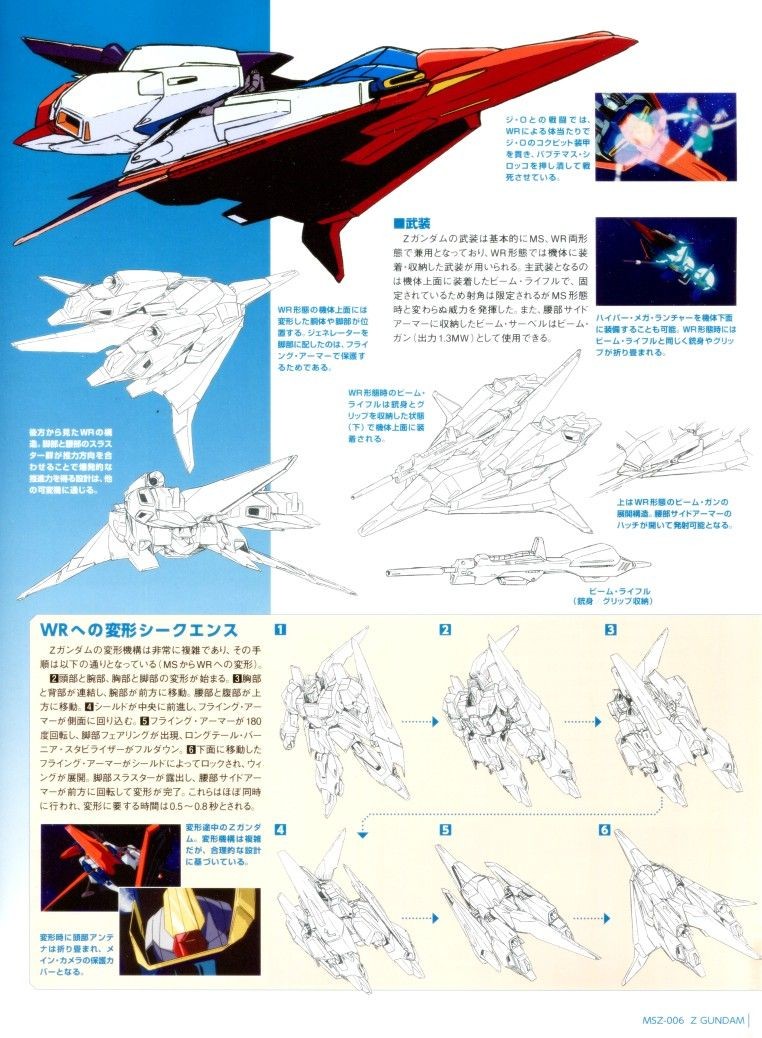 ジ・Oとの戦闘では、
WRによる体当たりで
ジ・Oのコクピット装甲
を貫き、パプテマス・シ
ロッコを押し潰して戦
死させている。
■武装
Zガンダムの武装は基本的にMS、WR両形
態で兼用となっており、WR形態では機体に装
着・収納した武装が用いられる。主武装となるの
は機体上面に装着したビーム・ライフルで、固
定されているため射角は限定されるがMS形態
時と変わらぬ威力を発揮した。また、腰部サイド
アーマーに収納したビーム・サーベルはビーム・
ガン（出力1.3MW）として使用できる。
ハイパー・メガ・ランチャーを機体下面
に装備することも可能。WR形態時には
ビーム・ライフルと同じく銃身やグリッ
プが折り畳まれる。
WR形態の機体上面には
変形した胴体や脚部が位
置する。ジェネレーターを
脚部に配したのは、フライ
ング・アーマーで保護す
るためである。
WR形態時のビーム・
ライフルは銃身とグ
リップを収納した状態
（下）で機体上面に装
着される。
後方から見たWRの構
造。脚部と腰部のスラス
ター群が推力方向を合
わせることで爆発的な
推進力を得る設計は、他
の可変機に通じる。
上はWR形態のビーム・ガンの
展開構造。腰部サイドアーマーの
ハッチが開いて発射可能となる。
ビーム・ライフル
（銃身　グリップ収納）
WRへの変形シークエンス
Zガンダムの変形機構は非常に複雑であり、その手
順は以下の通りとなっている（MSからWRへの変形）。
2頭部と腕部、胸部と脚部の変形が始まる。3胸部
と背部が連結し、腕部が前方に移動。腰部と腹部が上
方に移動。4シールドが中央に前進し、フライング・アー
マーが側面に回り込む。5フライング・アーマーが180
度回転し、脚部フェアリングが出現、ロングテール・バー
ニア・スタビライザーがフルダウン。6下面に移動した
フライング・アーマーがシールドによってロックされ、ウィ
ングが展開。脚部スラスターが露出し、腰部サイドアー
マーが前方に回転して変形が完了。これらはほぼ同時
に行われ、変形に要する時間は0.5～0.8秒とされる。
1
2
3
4
5
6
変形途中のZガンダ
ム。変形機構は複雑
だが、合理的な設計
に基づいている。
変形時に頭部アンテ
ナは折り畳まれ、メ
イン・カメラの保護カ
バーとなる。
MSZ-006 Z GUNDAM